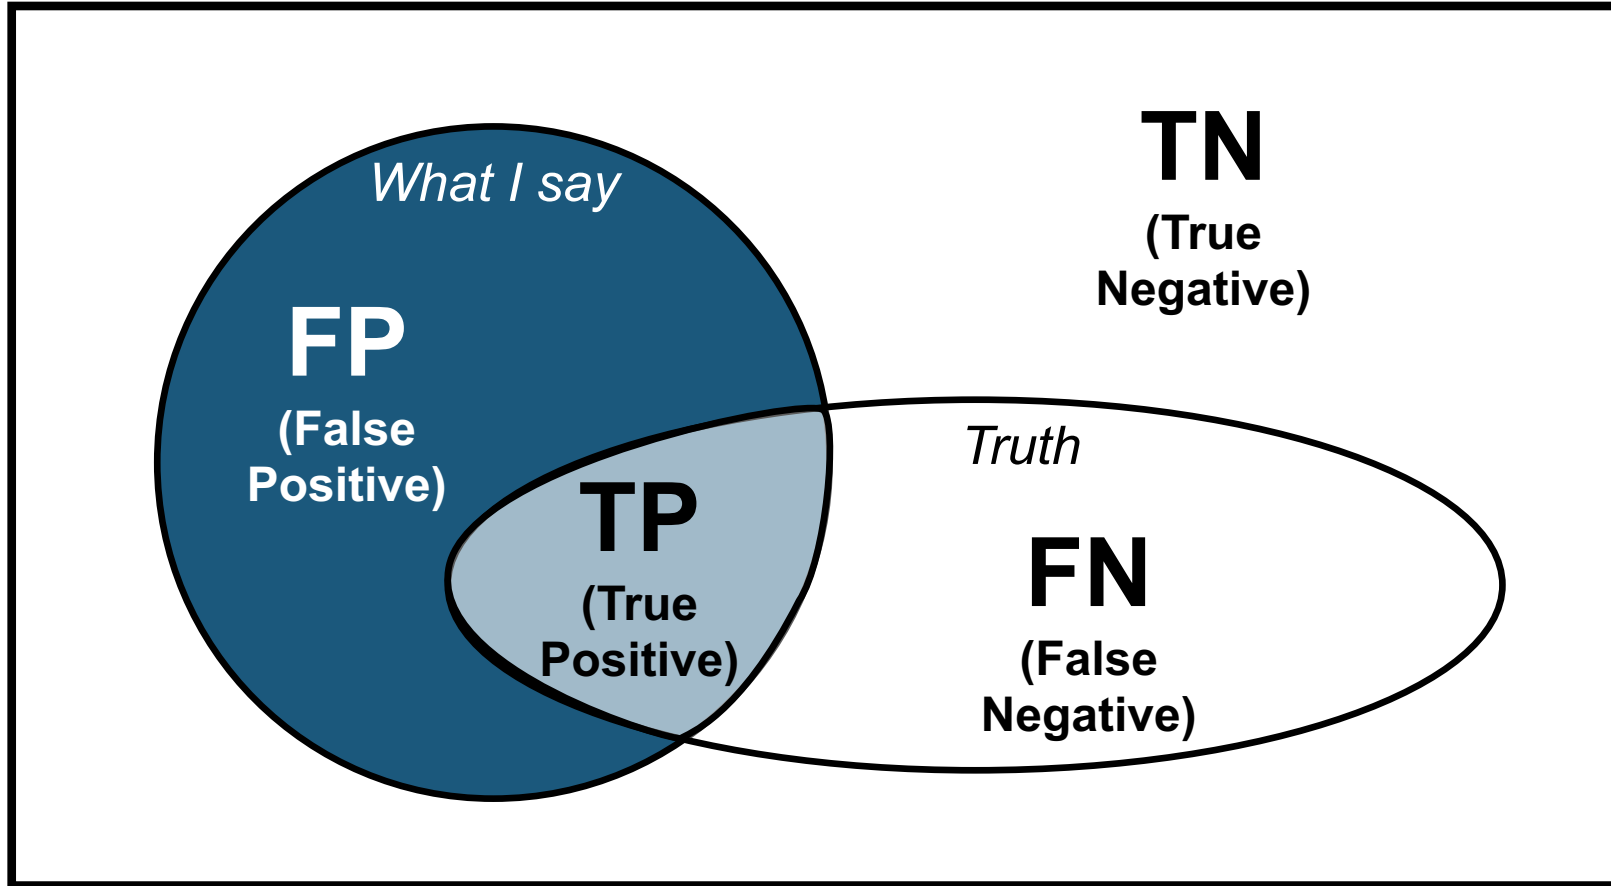 What I say
FP
(False
Positive)
TP
(True
Positive)
TN
(True
Negative)
Truth
FN
(False
Negative)